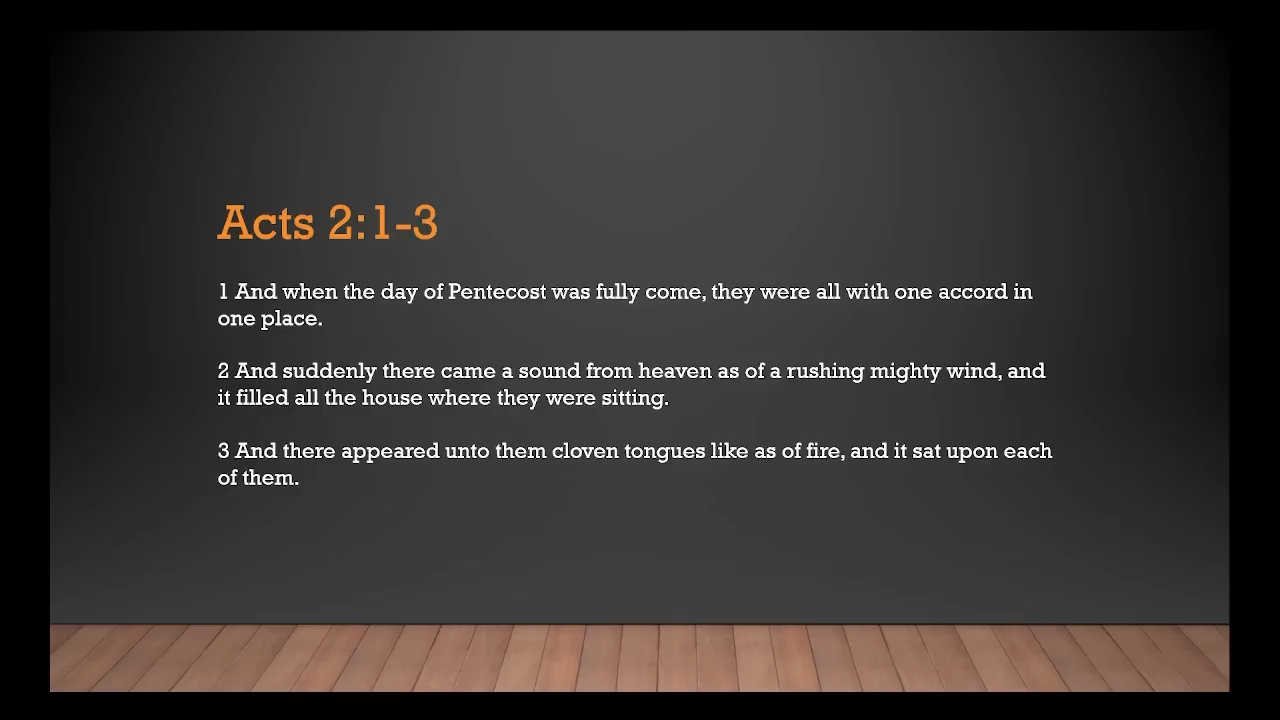 Acts 2:1-3
1 And when the day of Pentecost was fully come, they were all with one accord in
one place.
2 And suddenly there came a sound from heaven as of a rushing mighty wind, and
it filled all the house where they were sitting.
3 And there appeared unto them cloven tongues like as of fire, and it sat upon each
of them.